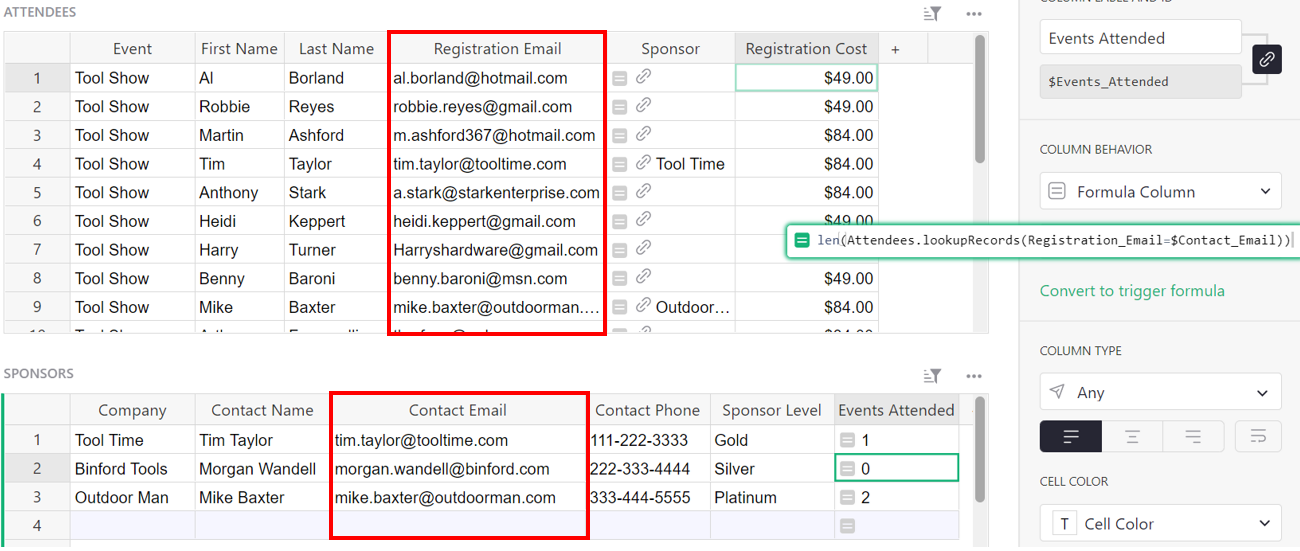 ATTENDEES
Event First Name Last Name Registration Email Sponsor Registration Cost +
1 Tool Show Al Borland al.borland@hotmail.com $49.00
2 Tool Show Robbie Reyes robbie.reyes@gmail.com $49.00
3 Tool Show Martin Ashford m.ashford367@hotmail.com $84.00
4 Tool Show Tim Taylor tim.taylor@tooltime.com Tool Time $84.00
5 Tool Show Anthony Stark a.stark@starkenterprise.com $84.00
6 Tool Show Heidi Keppert heidi.keppert@gmail.com $49.00
7 Tool Show Harry Turner Harryshardware@gmail.com
8 Tool Show Benny Baroni benny.baroni@msn.com $49.00
9 Tool Show Mike Baxter mike.baxter@outdoorman.... Outdoor... $84.00
SPONSORS
Company Contact Name Contact Email Contact Phone Sponsor Level Events Attended
1 Tool Time Tim Taylor tim.taylor@tooltime.com 111-222-3333 Gold 1
2 Binford Tools Morgan Wandell morgan.wandell@binford.com 222-333-4444 Silver 0
3 Outdoor Man Mike Baxter mike.baxter@outdoorman.com 333-444-5555 Platinum 2
4
COLUMN LABEL AND ID
Events Attended
$Events_Attended
COLUMN BEHAVIOR
Formula Column
len(Attendees.lookupRecords(Registration_Email=$Contact_Email))
Convert to trigger formula
COLUMN TYPE
Any
CELL COLOR
T Cell Color